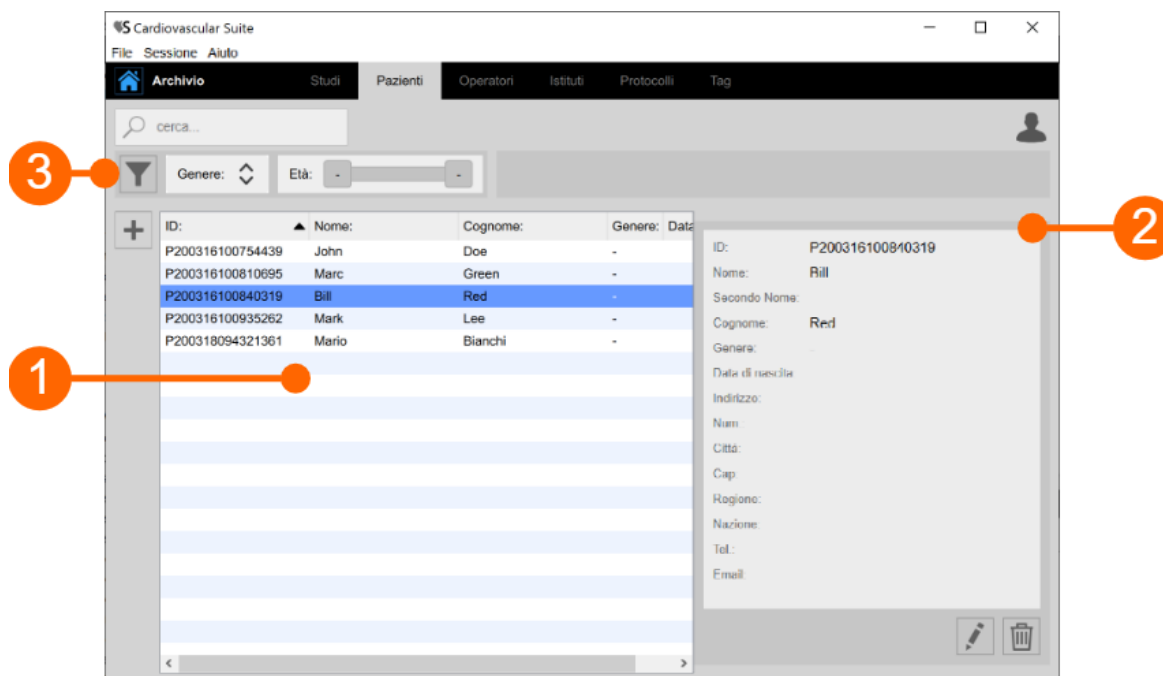 Cardiovascular Suite
File Sessione Aiuto
Archivio Studi Pazienti Operatori Istituti Protocolli Tag
cerca...
3
Genere: Età: - -
ID: Nome: Cognome: Genere: Data
P200316100754439 John Doe -
P200316100810695 Marc Green -
P200316100840319 Bill Red -
P200316100935262 Mark Lee -
P200318094321361 Mario Bianchi -
1
2
ID: P200316100840319
Nome: Bill
Secondo Nome:
Cognome: Red
Genere: -
Data di nascita
Indirizzo:
Num
Città:
Cap
Regione:
Nazione
Tel.:
Email: